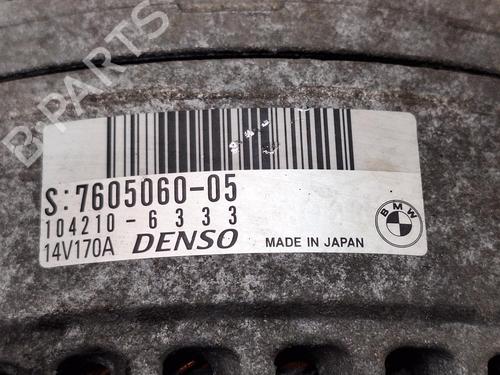 B-PARTS
S: 7605060-05
104210-6333
14V170A DENSO MADE IN JAPAN
BMW